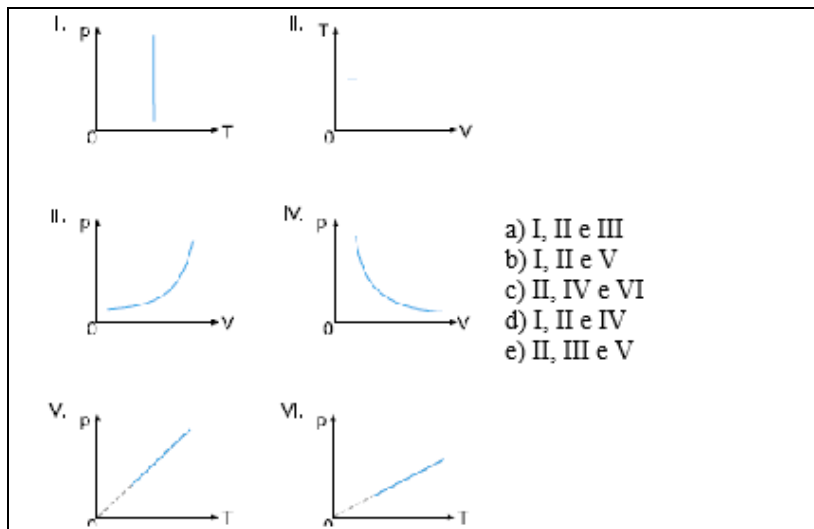 I. P
0 T
II. T
0 V
II. P
0 V
IV. P
0 V
a) I, II e III
b) I, II e V
c) II, IV e VI
d) I, II e IV
e) II, III e V
V. P
0 T
VI. P
0 T